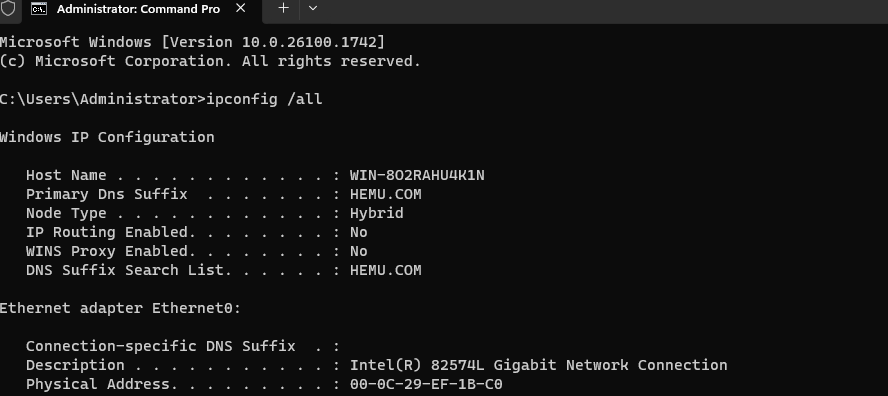 Administrator: Command Pro
Microsoft Windows [Version 10.0.26100.1742]
(c) Microsoft Corporation. All rights reserved.
C:\Users\Administrator>ipconfig /all
Windows IP Configuration
Host Name . . . . . . . . . . . . : WIN-8O2RAHU4K1N
Primary Dns Suffix  . . . . . . . : HEMU.COM
Node Type . . . . . . . . . . . . : Hybrid
IP Routing Enabled. . . . . . . . : No
WINS Proxy Enabled. . . . . . . . : No
DNS Suffix Search List. . . . . . : HEMU.COM
Ethernet adapter Ethernet0:
Connection-specific DNS Suffix  . :
Description . . . . . . . . . . . : Intel(R) 82574L Gigabit Network Connection
Physical Address. . . . . . . . . : 00-0C-29-EF-1B-C0